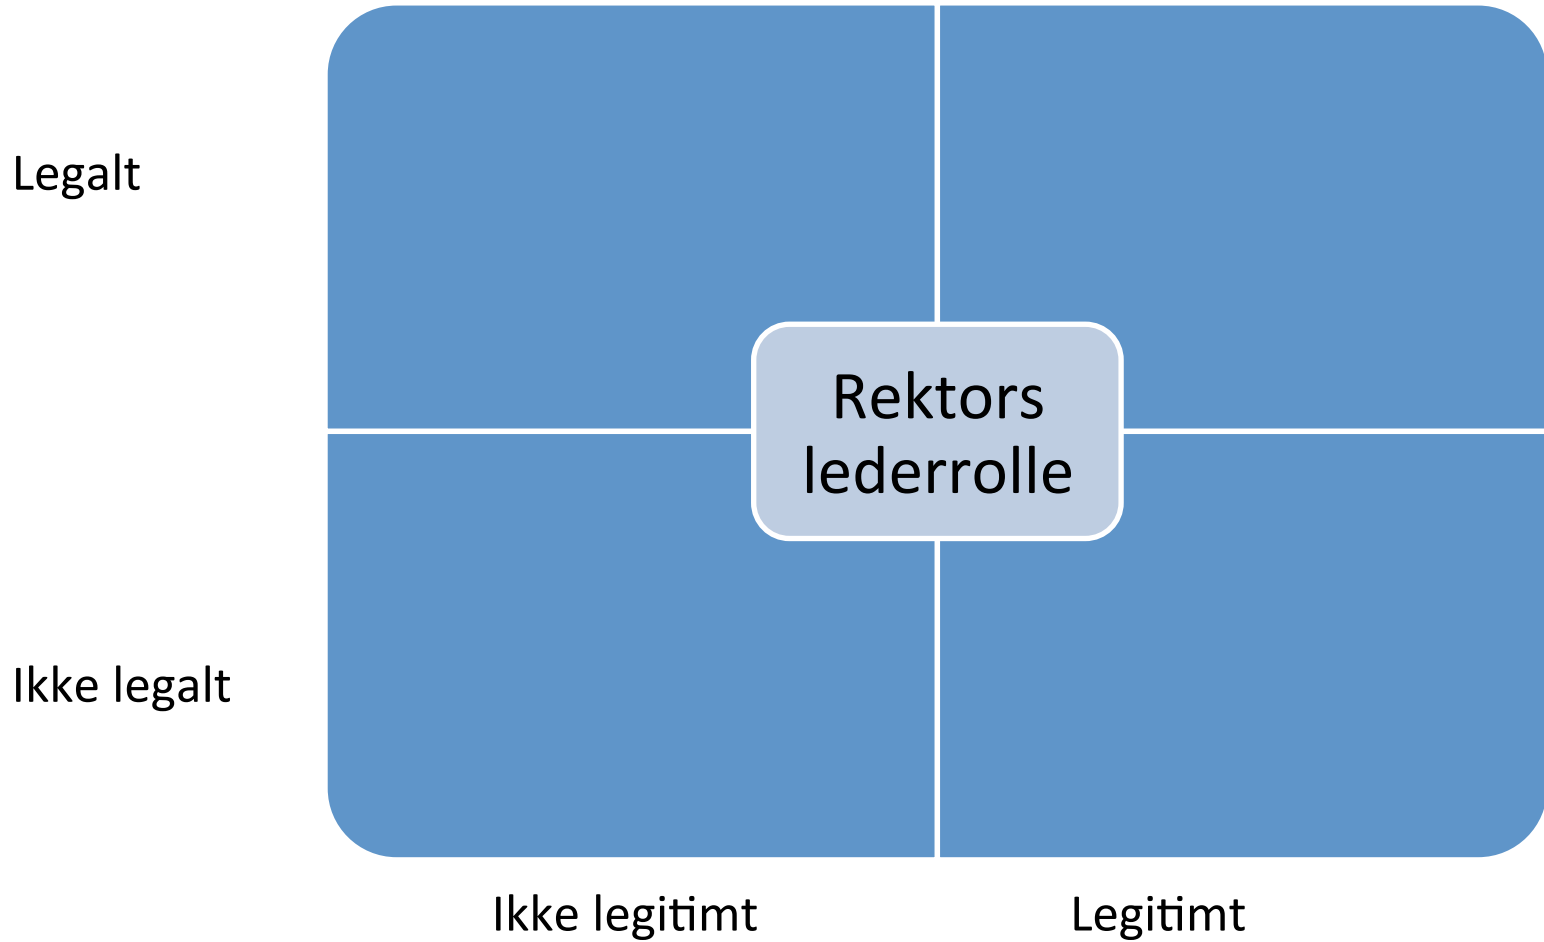 Legalt
Rektors
lederrolle
Ikke legalt
Ikke legitimt
Legitimt